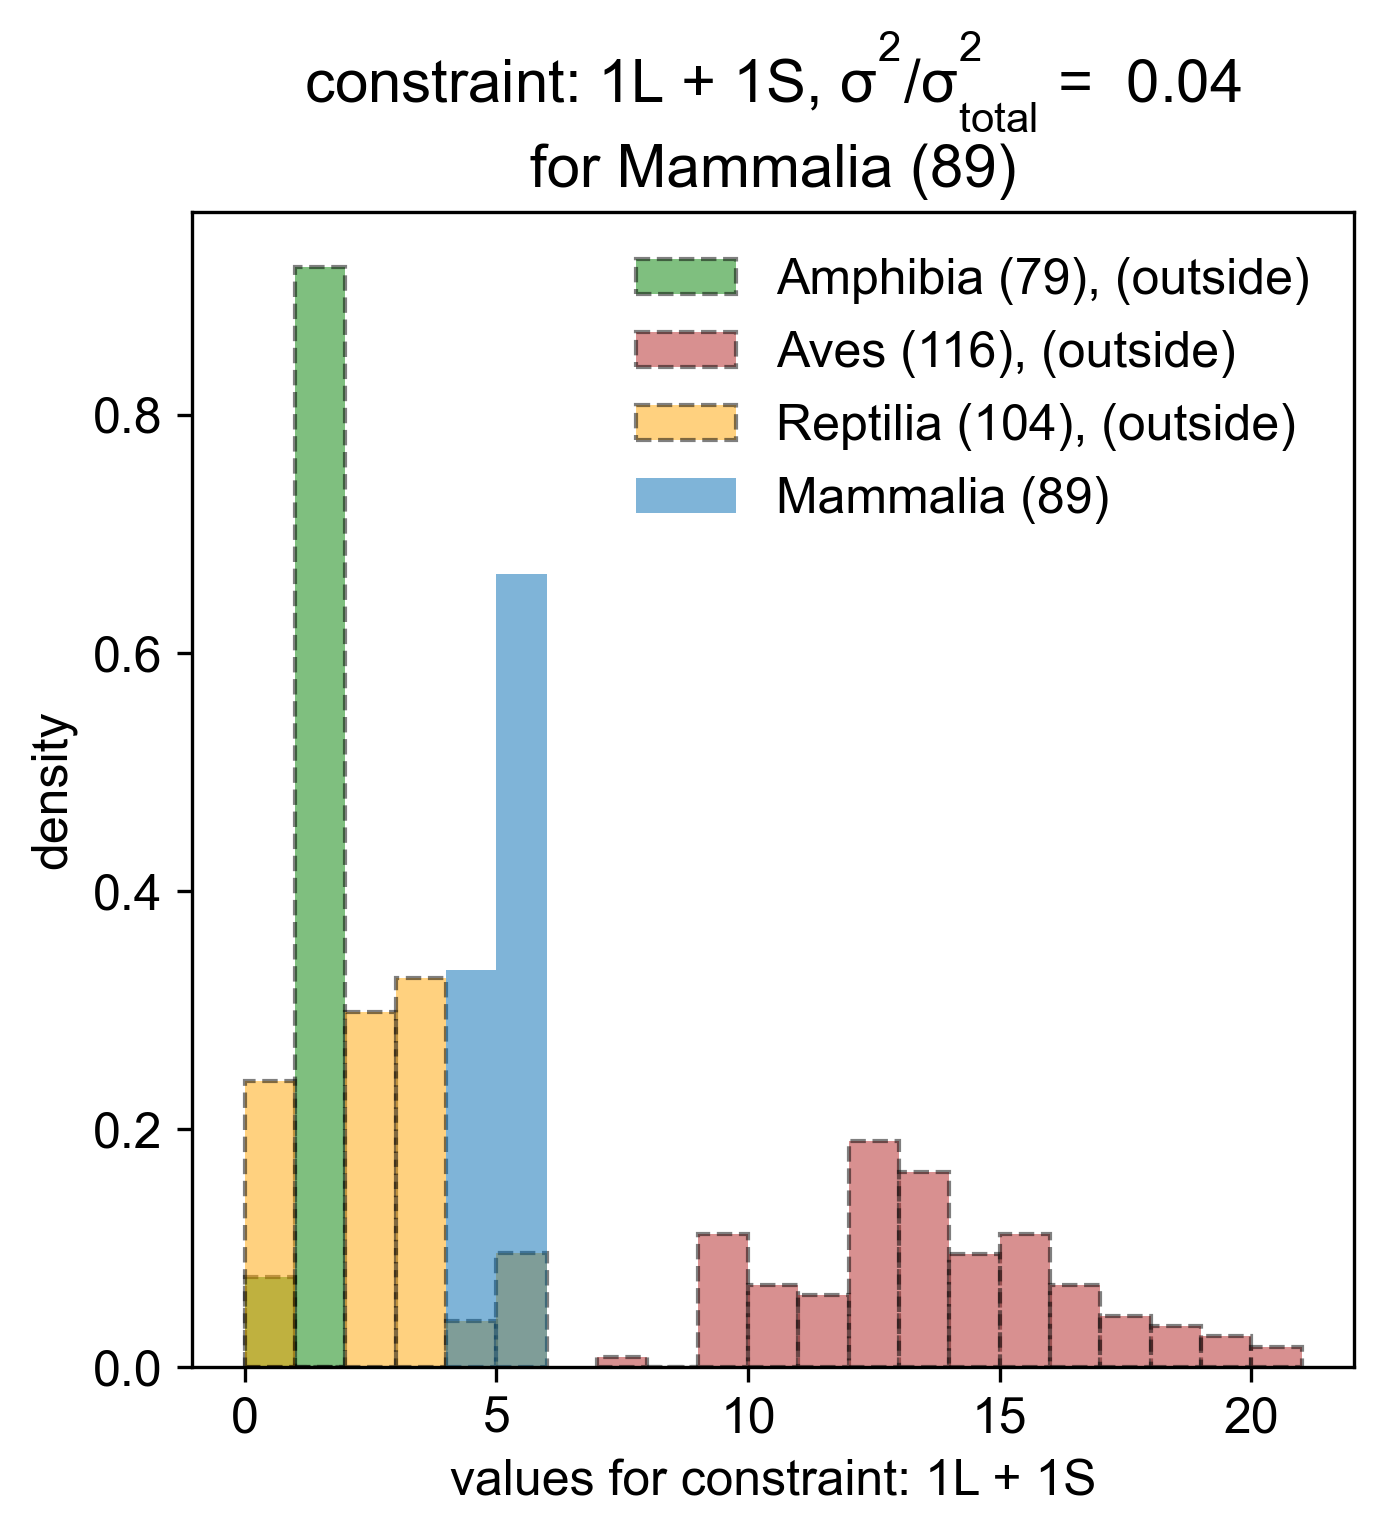 constraint: 1L + 1S, σ²/σ²total = 0.04
for Mammalia (89)
Amphibia (79), (outside)
Aves (116), (outside)
Reptilia (104), (outside)
Mammalia (89)
0.8
0.6
0.4
0.2
0.0
density
0 5 10 15 20
values for constraint: 1L + 1S